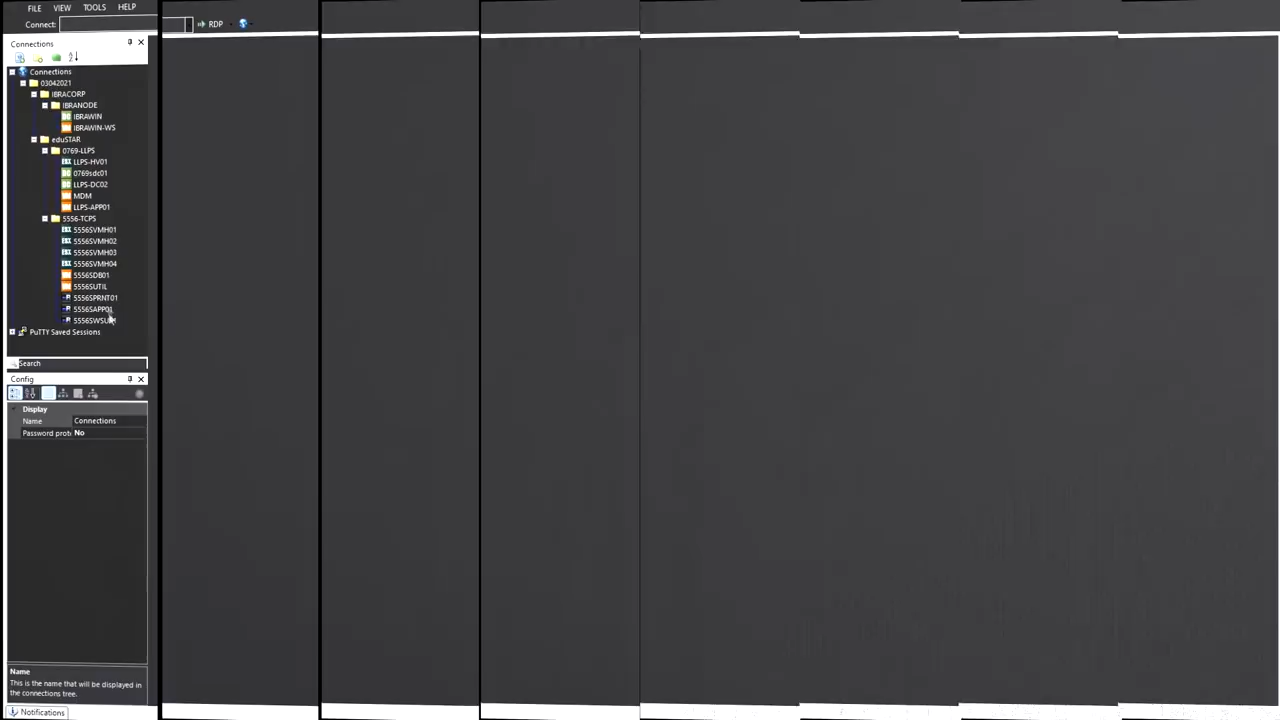 FILE VIEW TOOLS HELP
Connect: RDP
Connections
Connections
03042021
IBRACORP
IBRANODE
IBRAWIN
IBRAWIN-WS
eduSTAR
0769-LLPS
LLPS-HV01
0769sdc01
LLPS-DC02
MDM
LLPS-APP01
5556-TCPS
5556SVMH01
5556SVMH02
5556SVMH03
5556SVMH04
5556SDB01
5556SUTIL
5556SPRNT01
5556SAPP01
PuTTY Saved Sessions
Search
Config
Display
Name Connections
Password prot No
Name
This is the name that will be displayed in
the connections tree.
Notifications